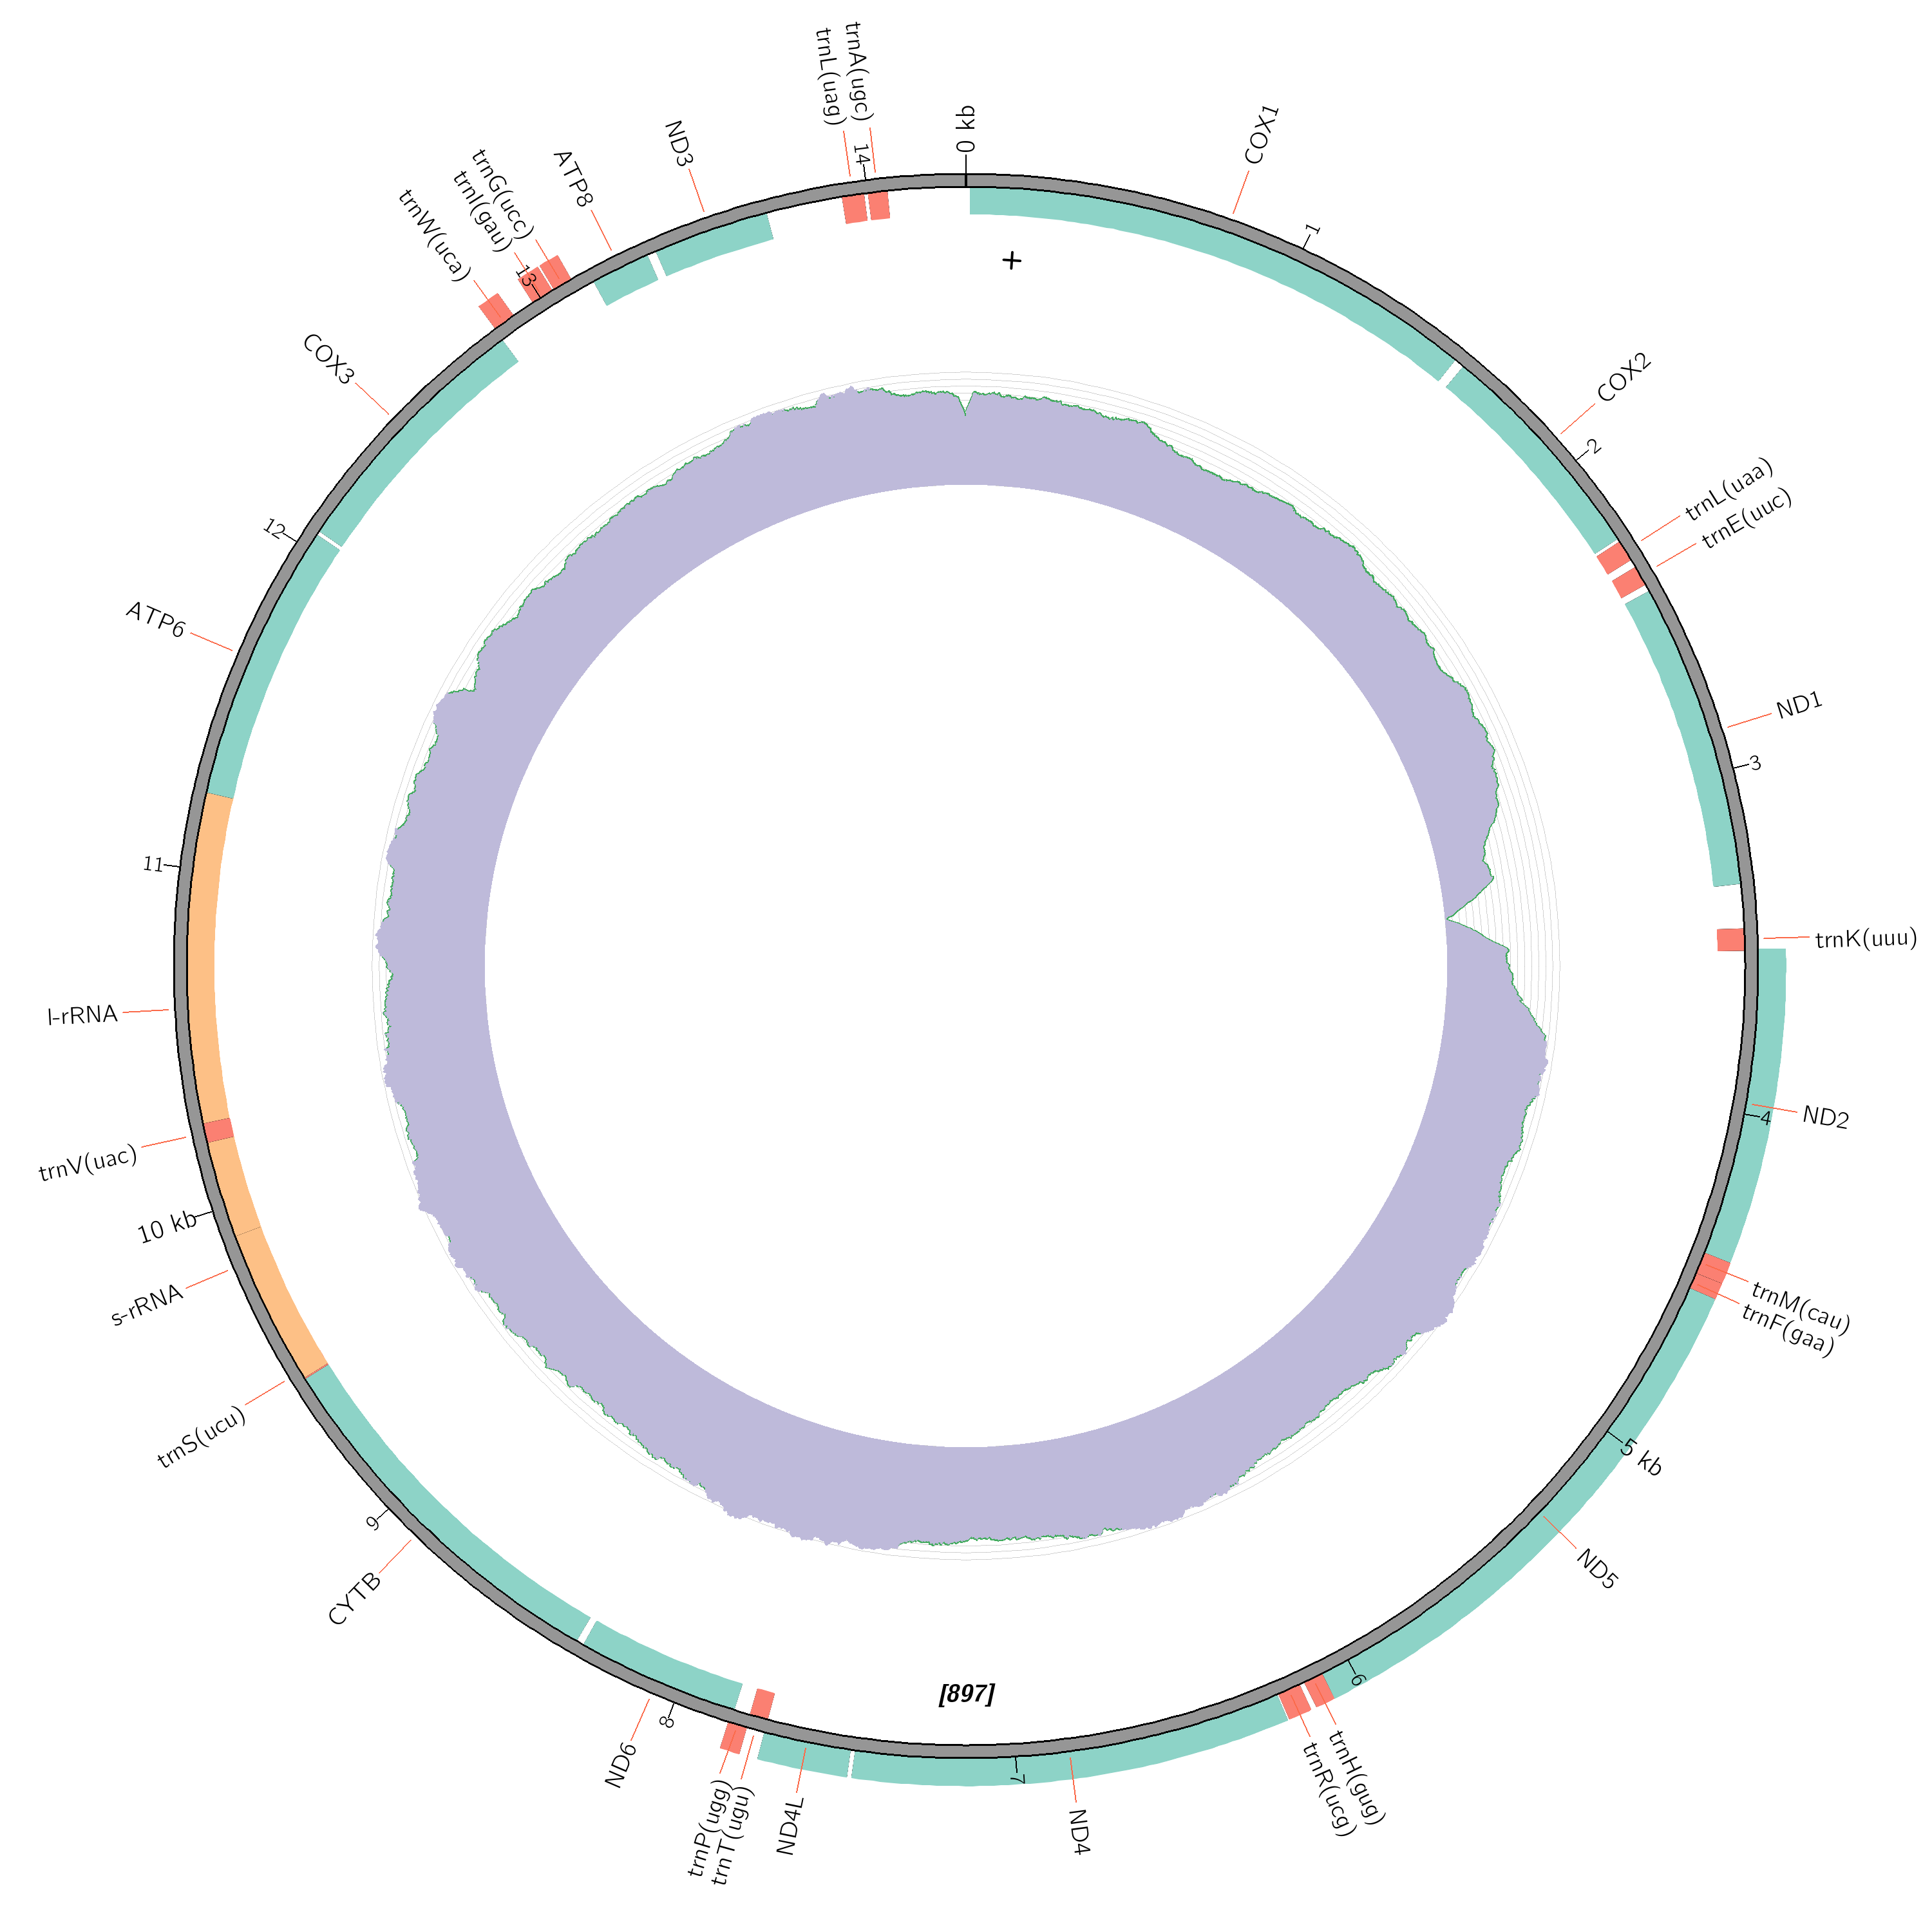 0 kb
COX1
1
COX2
2
trnL(uaa)
trnE(uuc)
ND1
3
trnK(uuu)
ND2
4
trnM(cau)
trnF(gaa)
5 kb
ND5
6
trnH(gug)
trnR(ucg)
ND4
7
ND4L
trnT(ugu)
trnP(ugg)
8
ND6
CYTB
9
trnS(ucu)
s-rRNA
10 kb
trnV(uac)
l-rRNA
11
ATP6
12
COX3
trnW(uca)
13
trnI(gau)
trnG(ucc)
ATP8
ND3
trnL(uag)
14
trnA(ugc)
+
[897]